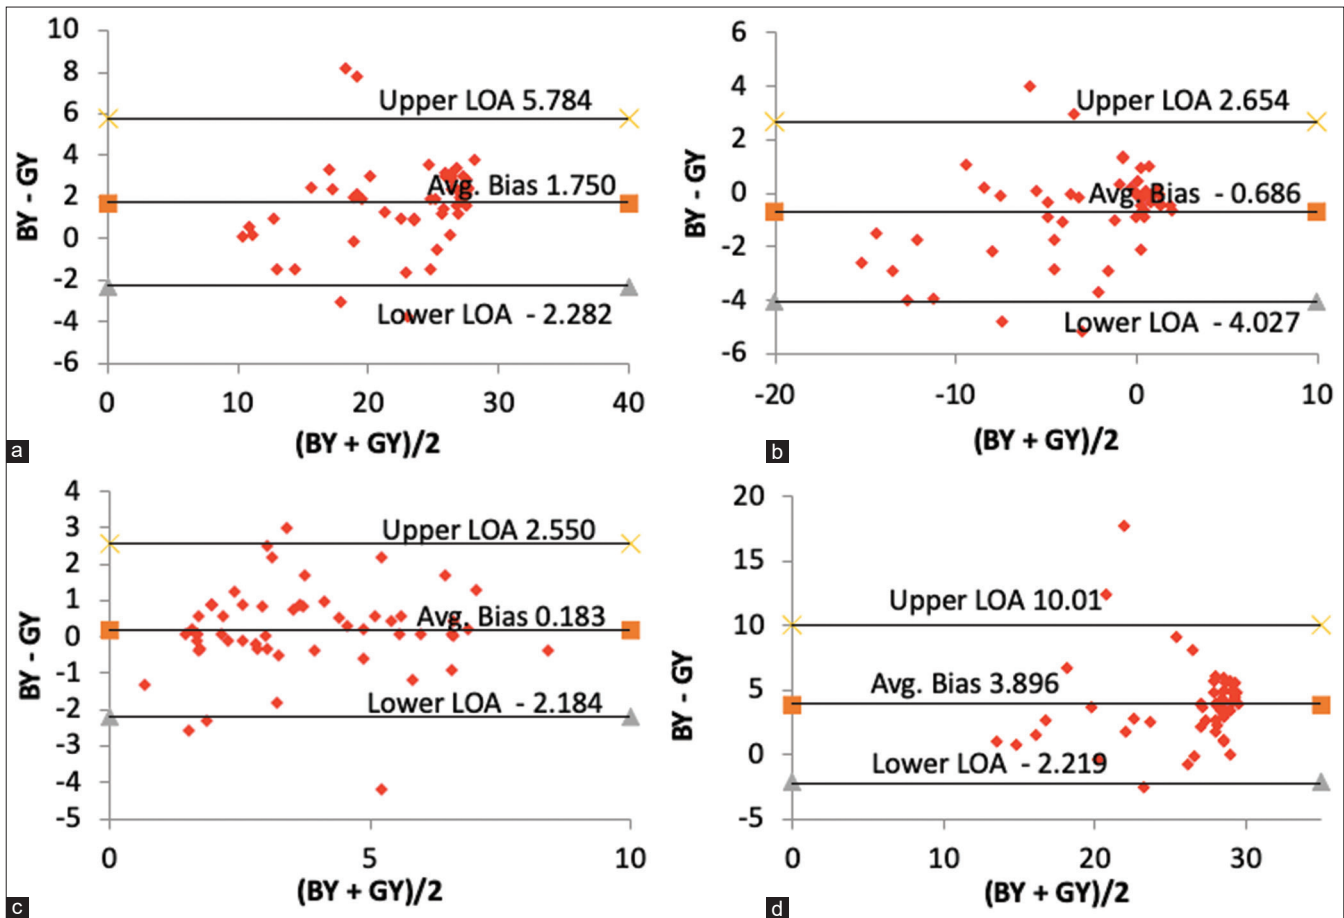 10
8
6
4
2
0
-2
-4
-6
BY - GY
Upper LOA 5.784
Avg. Bias 1.750
Lower LOA - 2.282
0 10 20 30 40
(BY + GY)/2
a
6
4
2
0
-2
-4
-6
BY - GY
Upper LOA 2.654
Avg. Bias - 0.686
Lower LOA - 4.027
-20 -10 0 10
(BY + GY)/2
b
4
3
2
1
0
-1
-2
-3
-4
-5
BY - GY
Upper LOA 2.550
Avg. Bias 0.183
Lower LOA - 2.184
0 5 10
(BY + GY)/2
c
20
15
10
5
0
-5
BY - GY
Upper LOA 10.01
Avg. Bias 3.896
Lower LOA - 2.219
0 10 20 30
(BY + GY)/2
d